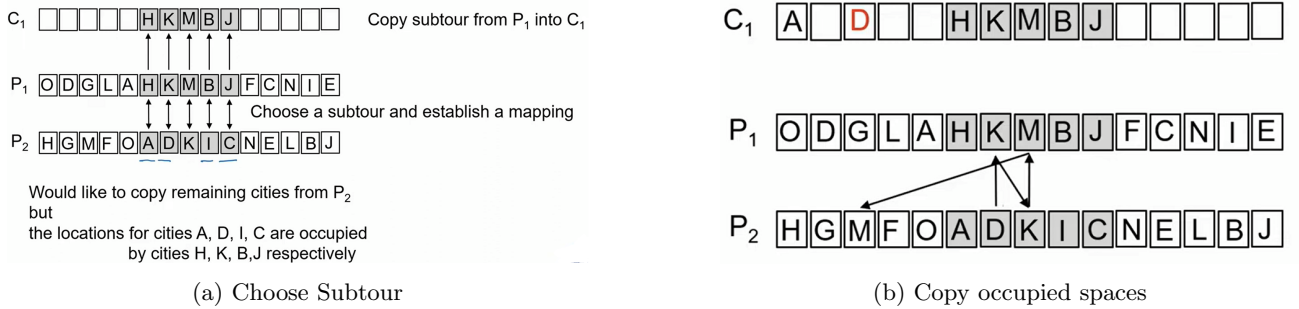 C1 H K M B J Copy subtour from P1 into C1
P1 O D G L A H K M B J F C N I E
Choose a subtour and establish a mapping
P2 H G M F O A D K I C N E L B J
Would like to copy remaining cities from P2
but
the locations for cities A, D, I, C are occupied
by cities H, K, B,J respectively
(a) Choose Subtour
C1 A D H K M B J
P1 O D G L A H K M B J F C N I E
P2 H G M F O A D K I C N E L B J
(b) Copy occupied spaces